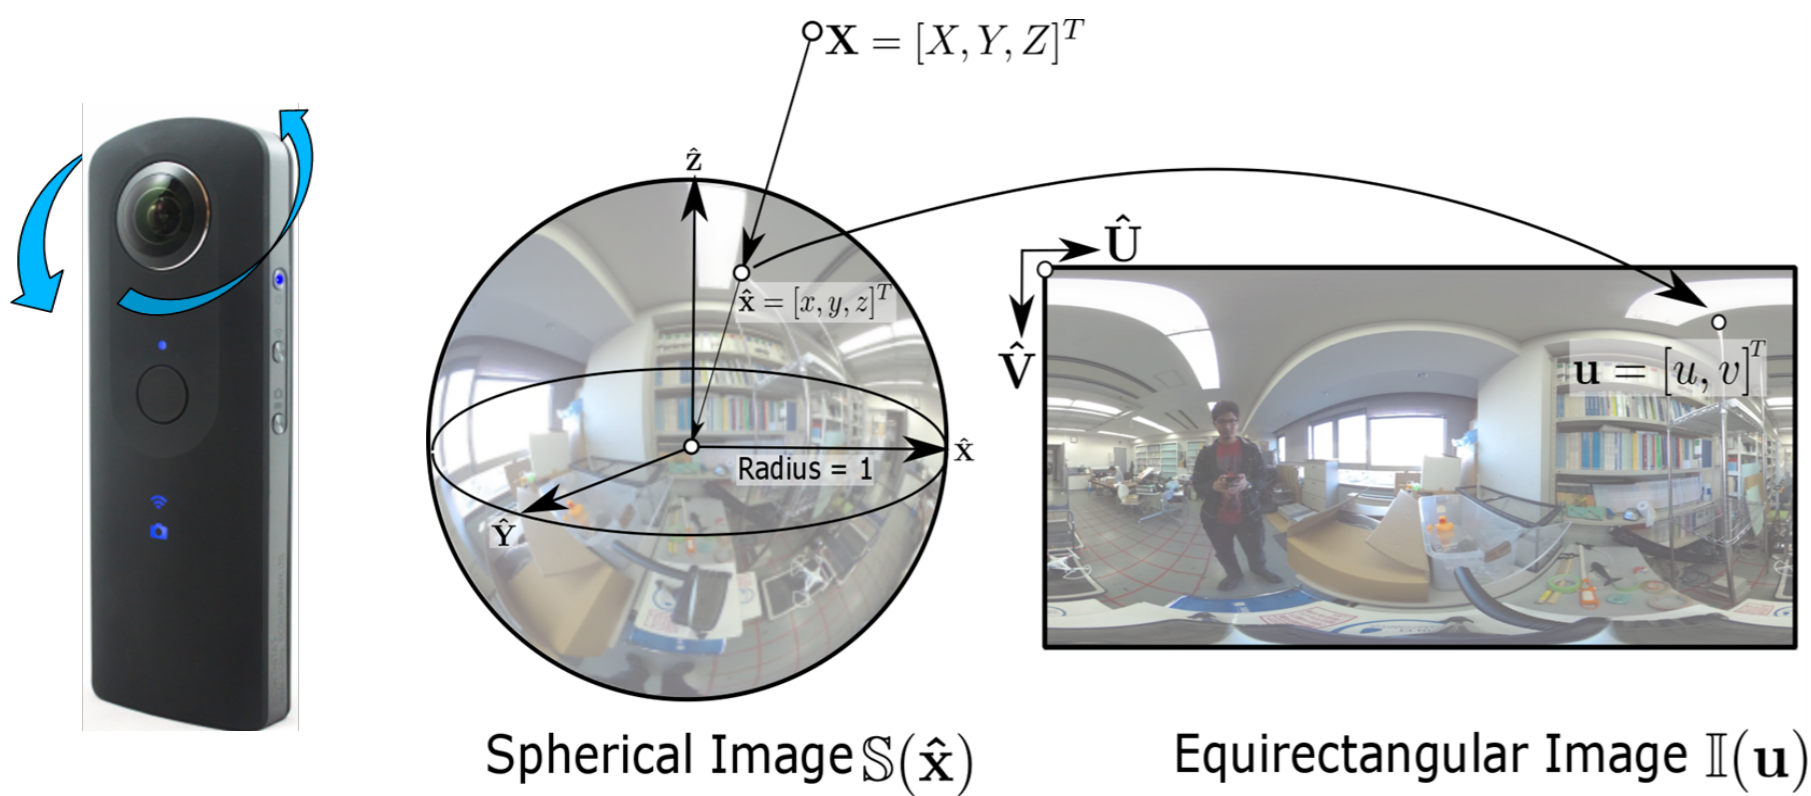 𝐗 = [X, Y, Z]ᵀ
ẑ
x̂ = [x, y, z]ᵀ
x̂
Radius = 1
Ŷ
Û
V̂
u = [u, v]ᵀ
Spherical Image 𝕊(x̂)
Equirectangular Image 𝕀(u)